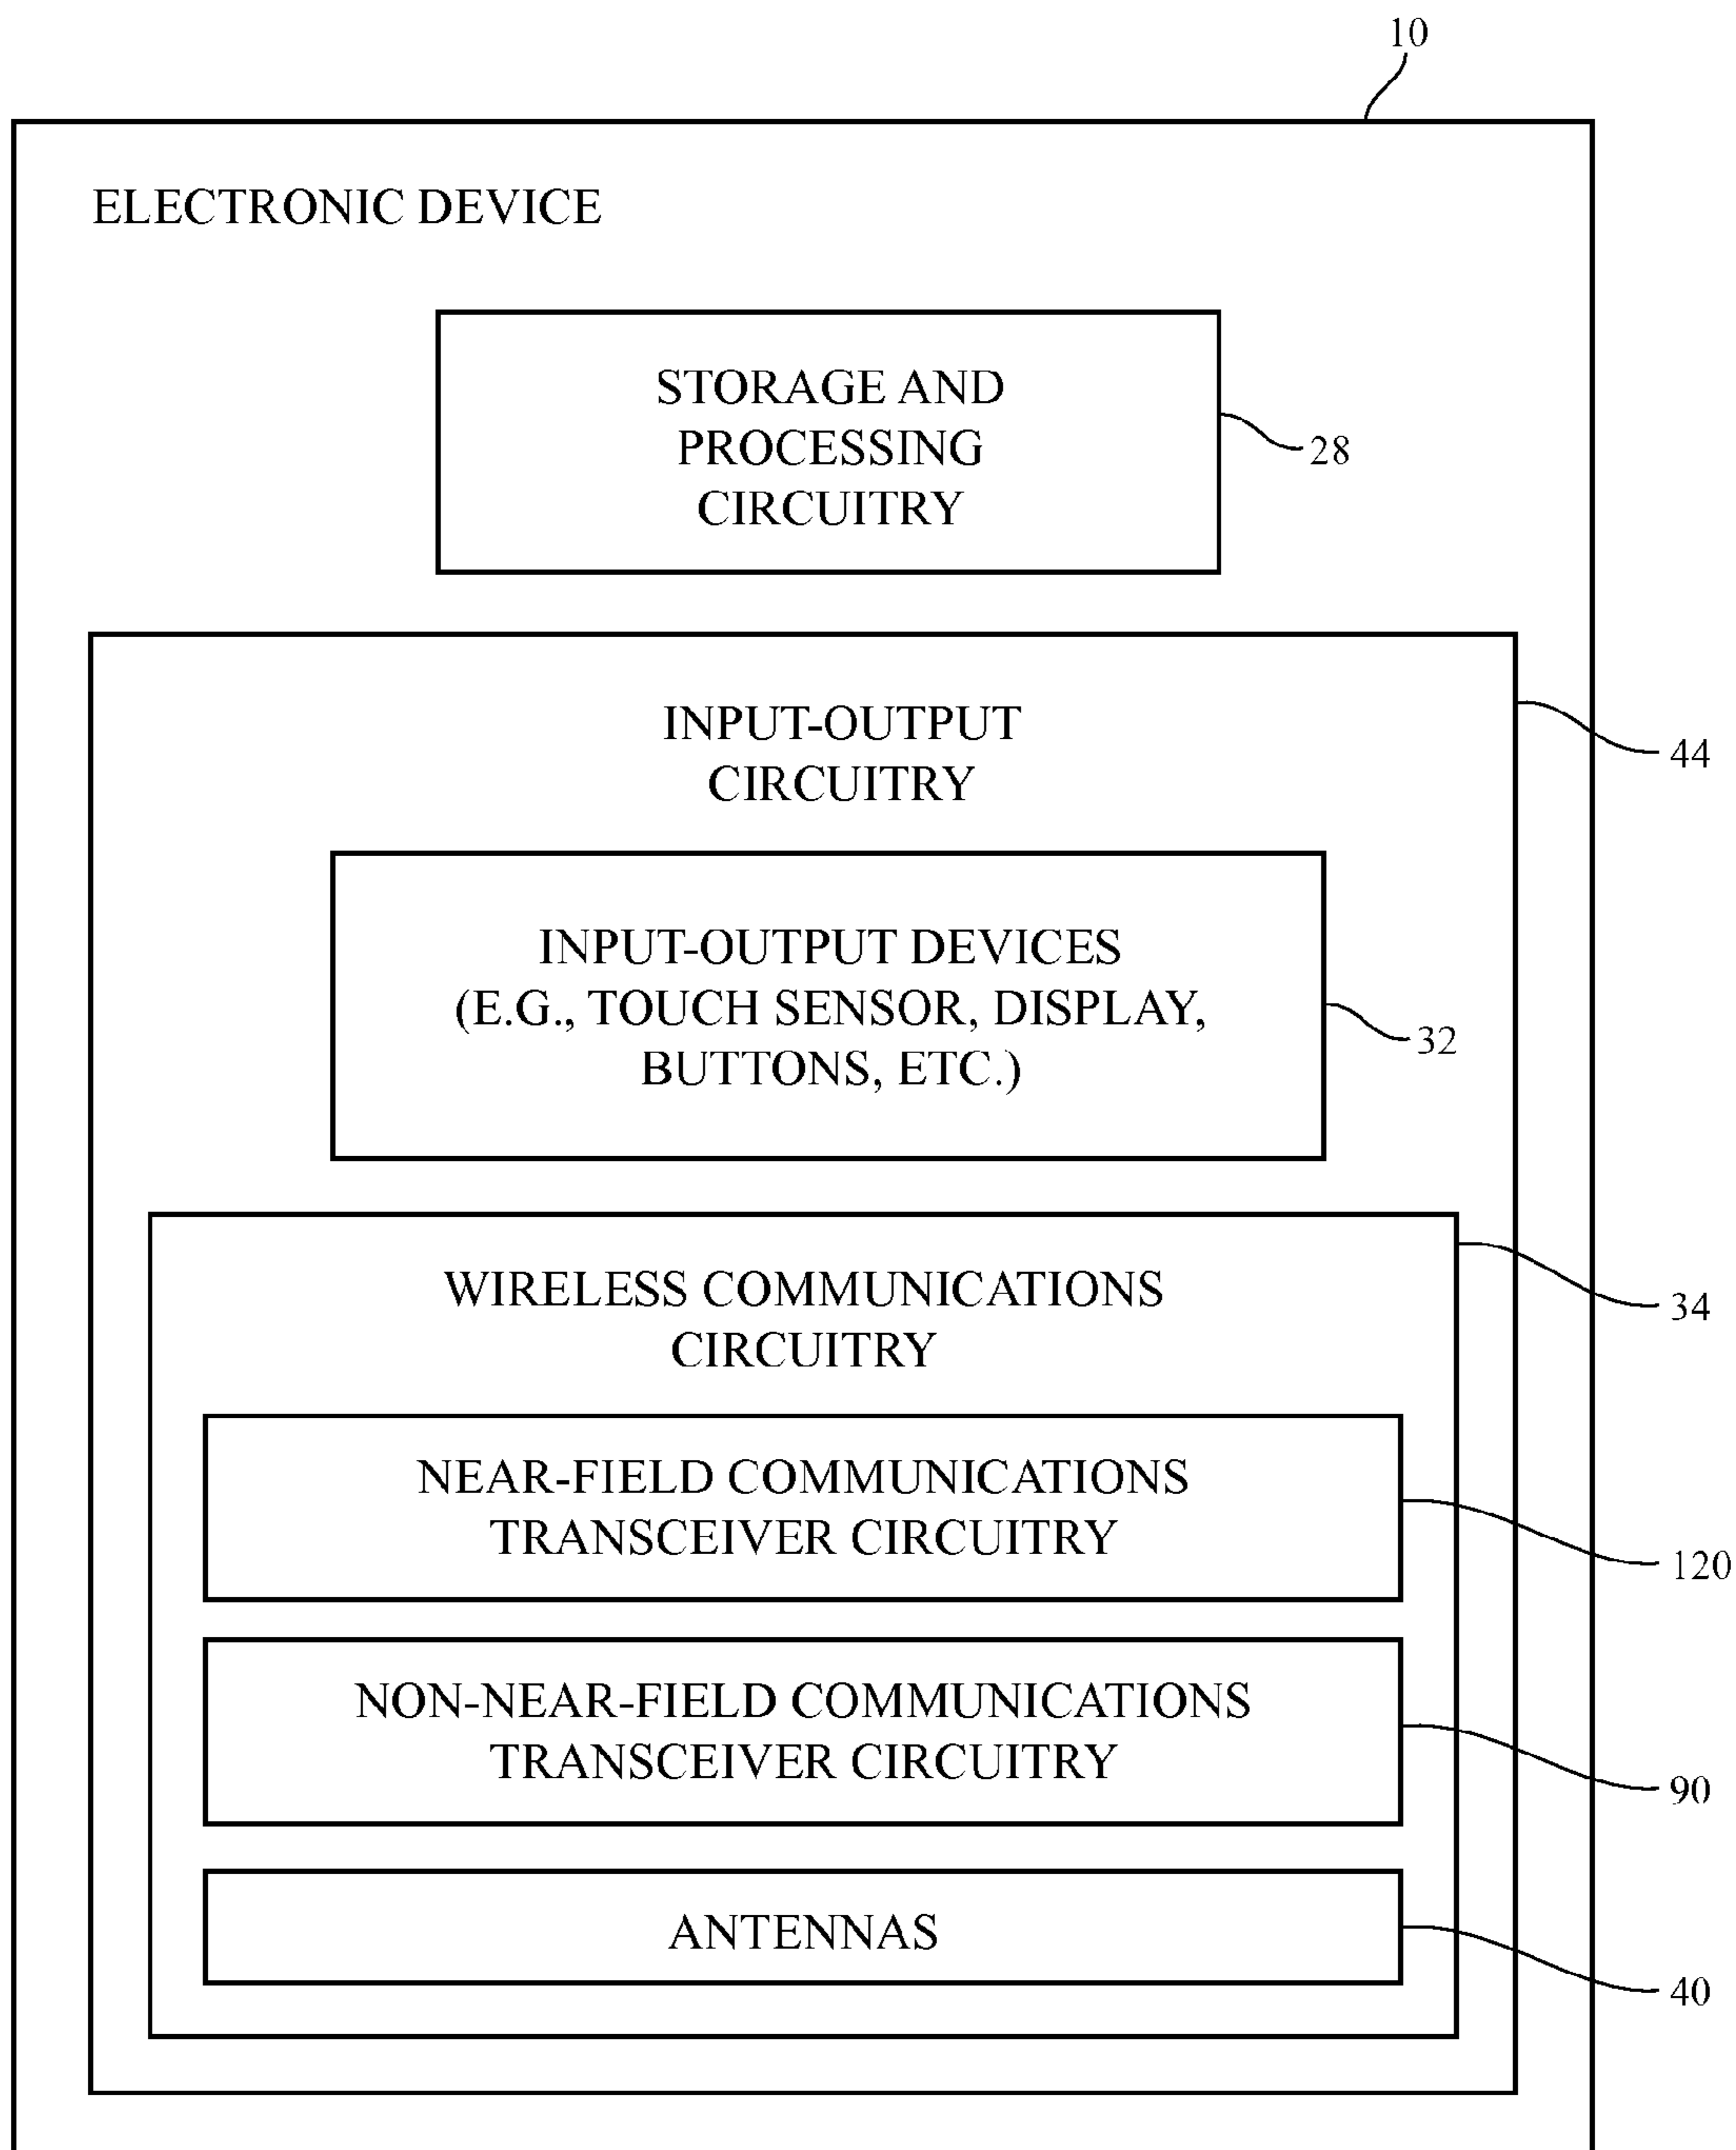 10
ELECTRONIC DEVICE
STORAGE AND
PROCESSING
CIRCUITRY
28
INPUT-OUTPUT
CIRCUITRY
44
INPUT-OUTPUT DEVICES
(E.G., TOUCH SENSOR, DISPLAY,
BUTTONS, ETC.)
32
WIRELESS COMMUNICATIONS
CIRCUITRY
34
NEAR-FIELD COMMUNICATIONS
TRANSCEIVER CIRCUITRY
120
NON-NEAR-FIELD COMMUNICATIONS
TRANSCEIVER CIRCUITRY
90
ANTENNAS
40